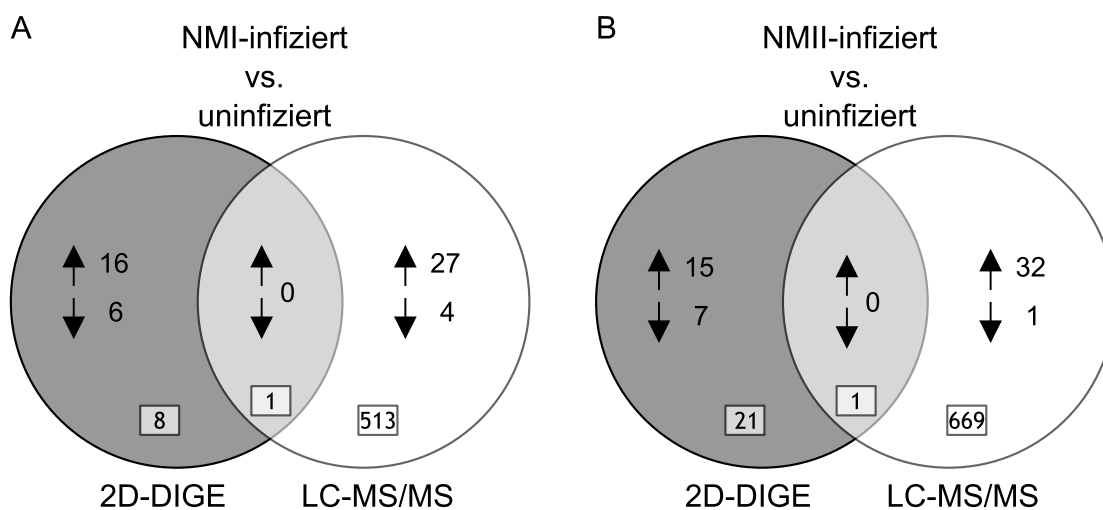 A
NMI-infiziert
vs.
uninfiziert
16
6
0
27
4
8
1
513
2D-DIGE
LC-MS/MS
B
NMII-infiziert
vs.
uninfiziert
15
7
0
32
1
21
1
669
2D-DIGE
LC-MS/MS